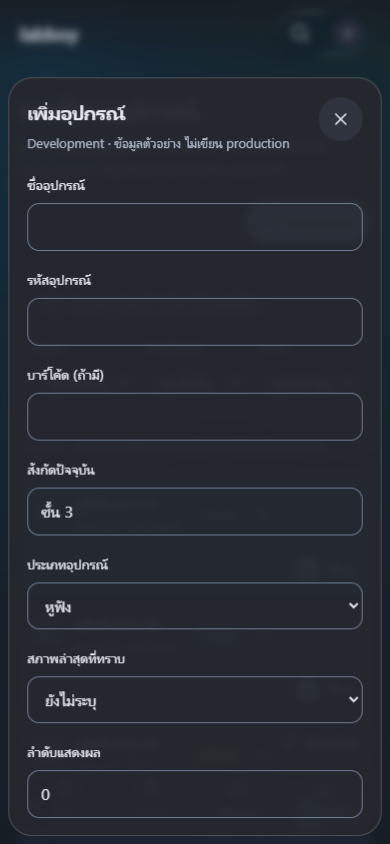 เพิ่มอุปกรณ์
Development · ข้อมูลตัวอย่าง ไม่เขียน production
ชื่ออุปกรณ์
รหัสอุปกรณ์
บาร์โค้ด (ถ้ามี)
สังกัดปัจจุบัน
ชั้น 3
ประเภทอุปกรณ์
หูฟัง
สภาพล่าสุดที่ทราบ
ยังไม่ระบุ
ลำดับแสดงผล
0